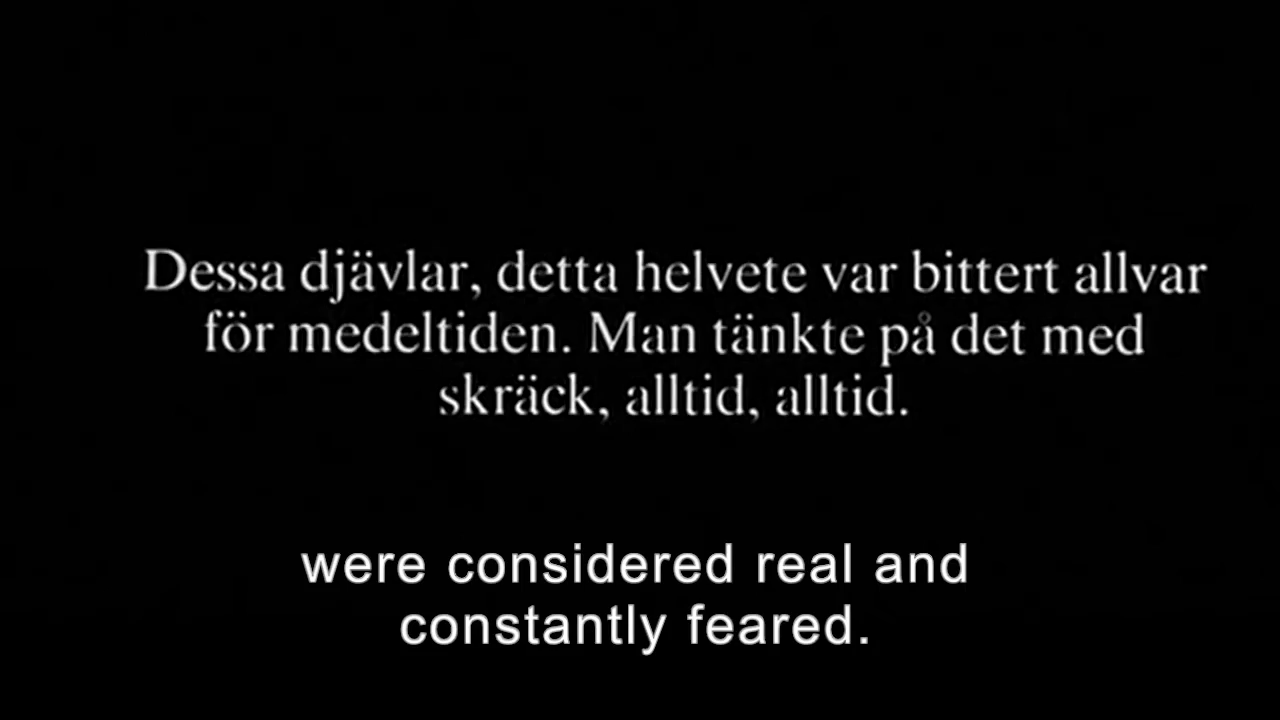 Dessa djävlar, detta helvete var bittert allvar
för medeltiden. Man tänkte på det med
skräck, alltid, alltid.
were considered real and
constantly feared.